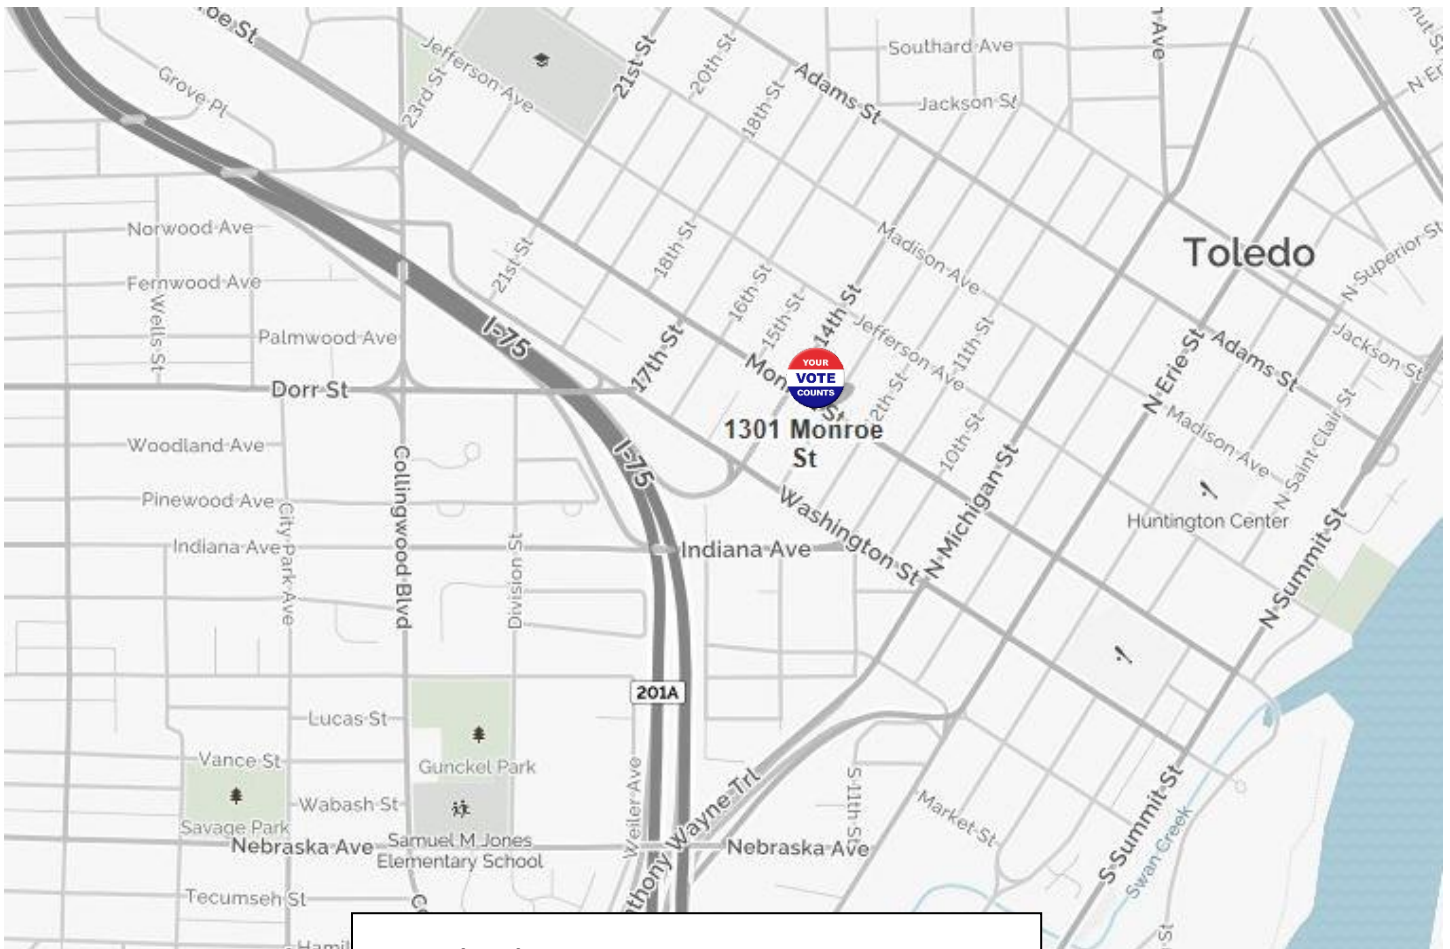 Jefferson Ave
23rd St
21st St
20th St
18th St
Adams St
Southard Ave
Jackson St
Grove Pl
Norwood Ave
Fernwood Ave
Wells St
Palmwood Ave
Dorr St
I-75
21st St
18th St
17th St
16th St
15th St
14th St
Madison Ave
Jefferson Ave
11th St
Toledo
N Superior St
Jackson St
Adams St
N Erie St
Madison Ave
N Saint Clair St
YOUR
VOTE
COUNTS
1301 Monroe
St
10th St
N Michigan St
Huntington Center
N Summit St
Woodland Ave
Pinewood Ave
Indiana Ave
City Park Ave
Collingwood Blvd
Division St
I-75
Indiana Ave
Washington St
201A
Lucas St
Vance St
Gunckel Park
Wabash St
Savage Park
Nebraska Ave
Samuel M Jones
Elementary School
Weiler Ave
Nebraska Ave
S 11th St
Market St
S Summit St
Swan Creek
Tecumseh St